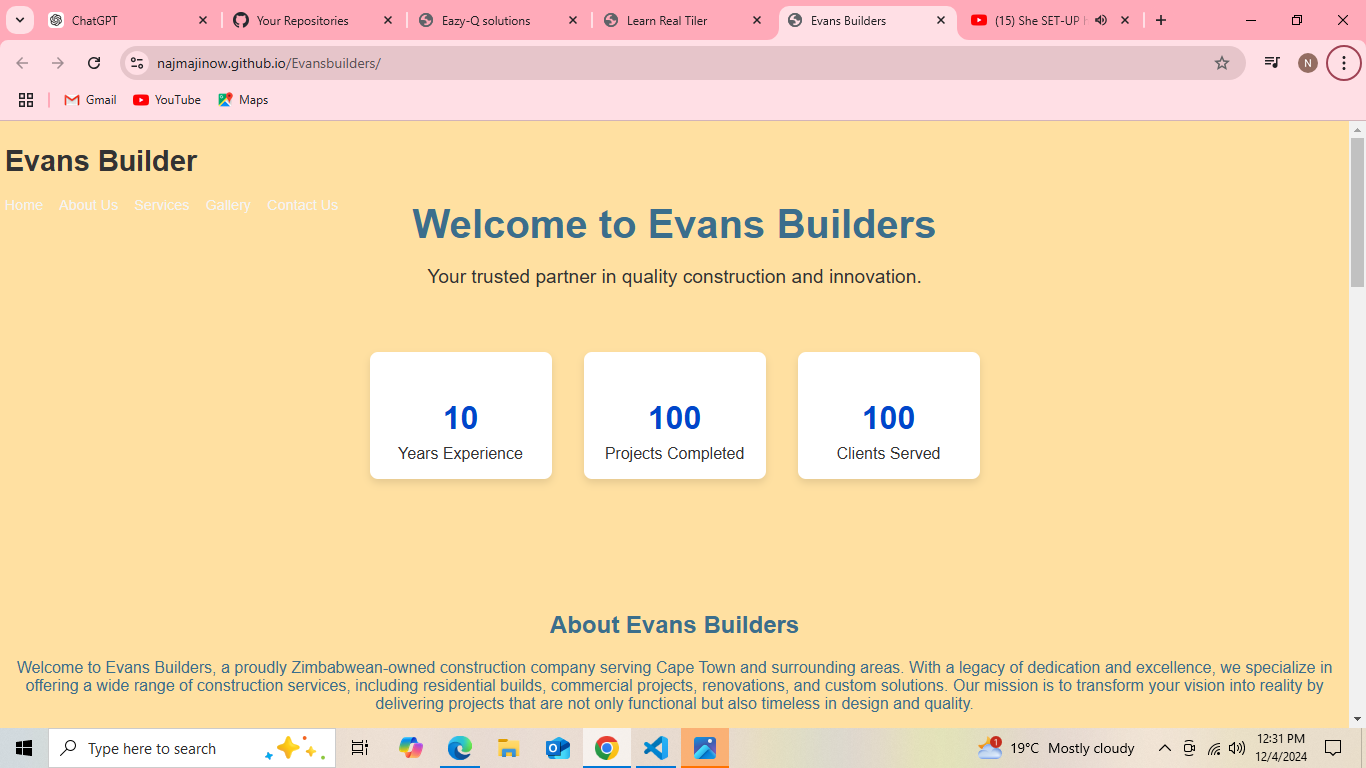 ChatGPT
Your Repositories
Eazy-Q solutions
Learn Real Tiler
Evans Builders
(15) She SET-UP
najmajinow.github.io/Evansbuilders/
N
Gmail
YouTube
Maps
Evans Builder
Home About Us Services Gallery Contact Us
Welcome to Evans Builders
Your trusted partner in quality construction and innovation.
10
Years Experience
100
Projects Completed
100
Clients Served
About Evans Builders
Welcome to Evans Builders, a proudly Zimbabwean-owned construction company serving Cape Town and surrounding areas. With a legacy of dedication and excellence, we specialize in
offering a wide range of construction services, including residential builds, commercial projects, renovations, and custom solutions. Our mission is to transform your vision into reality by
delivering projects that are not only functional but also timeless in design and quality.
Type here to search
1
19°C Mostly cloudy
12:31 PM
12/4/2024